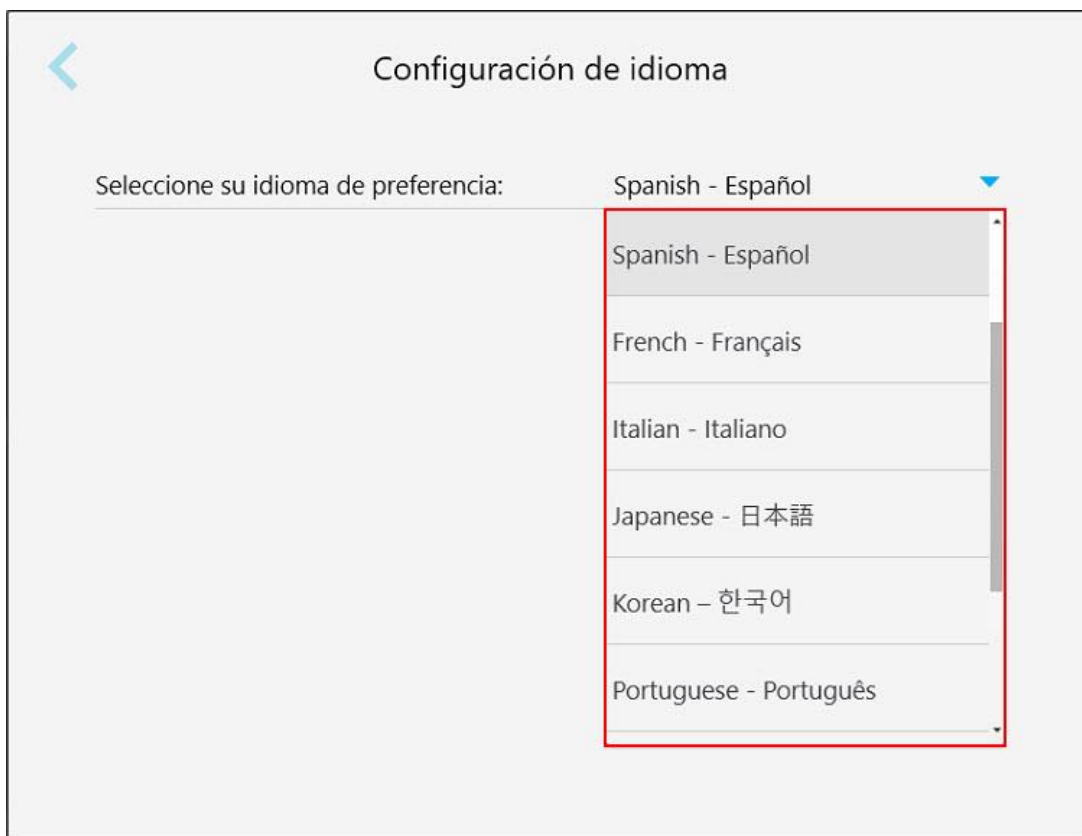 Configuración de idioma
Seleccione su idioma de preferencia: Spanish - Español
Spanish - Español
French - Français
Italian - Italiano
Japanese - 日本語
Korean – 한국어
Portuguese - Português